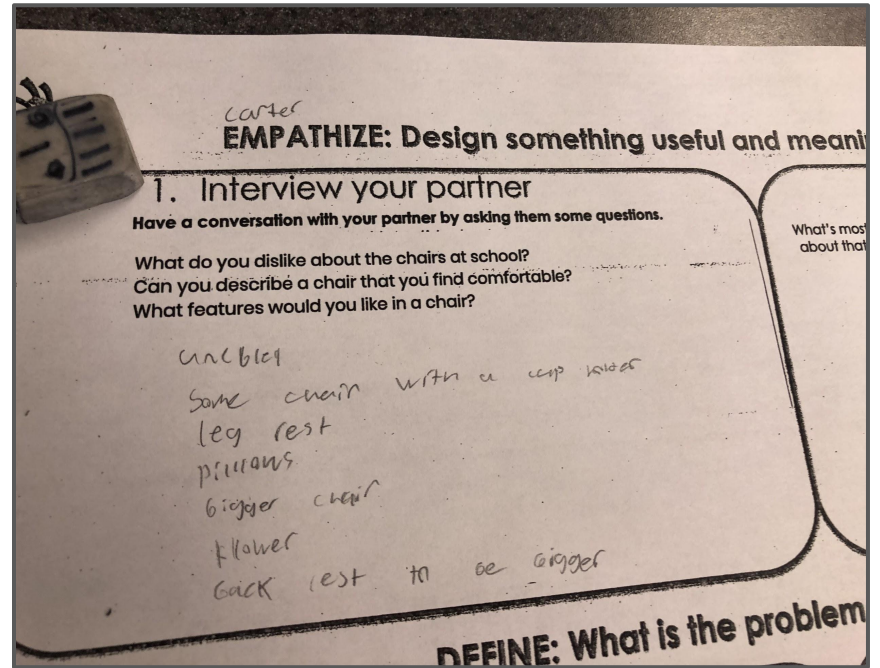 carter
EMPATHIZE: Design something useful and meani
1. Interview your partner
Have a conversation with your partner by asking them some questions.
What do you dislike about the chairs at school?
Can you describe a chair that you find comfortable?
What features would you like in a chair?
Some chair with a cup
leg rest
pillows
bigger chair
back rest to be bigger
What's most
about that
DEFINE: What is the problem